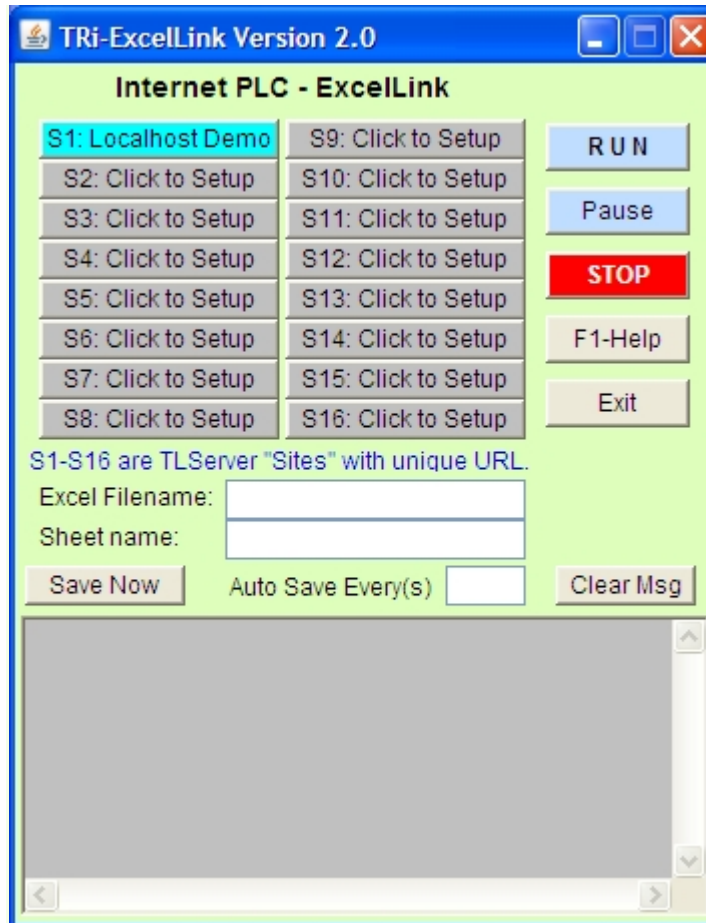 TRi-ExcelLink Version 2.0
Internet PLC - ExcelLink
S1: Localhost Demo
S9: Click to Setup
RUN
S2: Click to Setup
S10: Click to Setup
S3: Click to Setup
S11: Click to Setup
Pause
S4: Click to Setup
S12: Click to Setup
STOP
S5: Click to Setup
S13: Click to Setup
S6: Click to Setup
S14: Click to Setup
F1-Help
S7: Click to Setup
S15: Click to Setup
S8: Click to Setup
S16: Click to Setup
Exit
S1-S16 are TLServer "Sites" with unique URL.
Excel Filename:
Sheet name:
Save Now
Auto Save Every(s)
Clear Msg